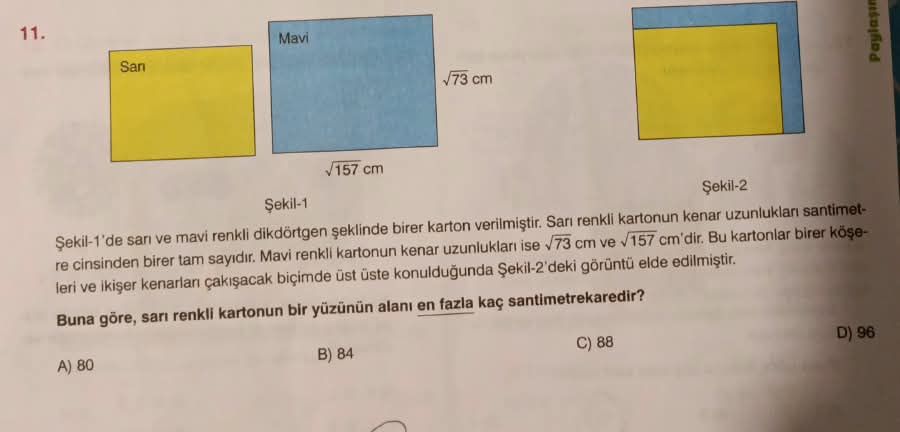 11.
Sarı
Mavi
√73 cm
√157 cm
Şekil-1
Şekil-2
Paylaşım
Şekil-1'de sarı ve mavi renkli dikdörtgen şeklinde birer karton verilmiştir. Sarı renkli kartonun kenar uzunlukları santimet-
re cinsinden birer tam sayıdır. Mavi renkli kartonun kenar uzunlukları ise √73 cm ve √157 cm'dir. Bu kartonlar birer köşe-
leri ve ikişer kenarları çakışacak biçimde üst üste konulduğunda Şekil-2'deki görüntü elde edilmiştir.
Buna göre, sarı renkli kartonun bir yüzünün alanı en fazla kaç santimetrekaredir?
A) 80
B) 84
C) 88
D) 96